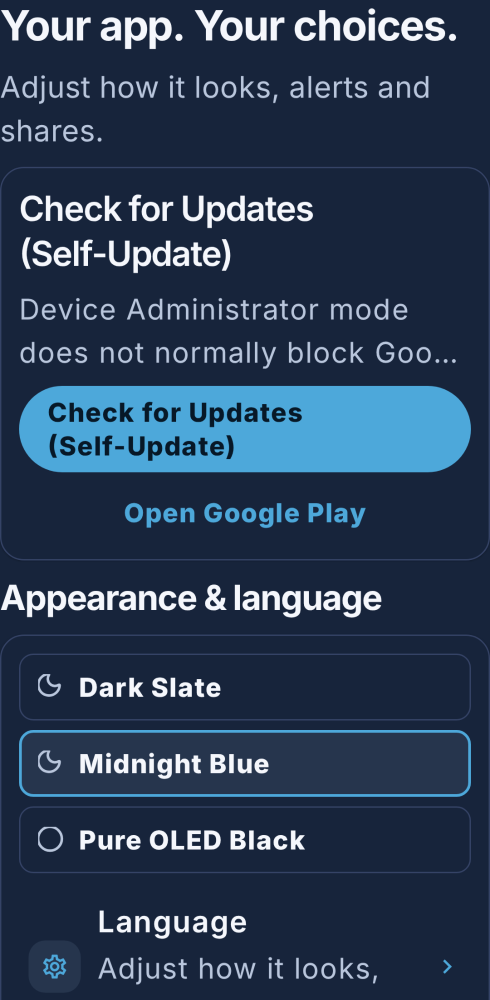 Your app. Your choices.
Adjust how it looks, alerts and
shares.
Check for Updates
(Self-Update)
Device Administrator mode
does not normally block Goo...
Check for Updates
(Self-Update)
Open Google Play
Appearance & language
Dark Slate
Midnight Blue
Pure OLED Black
Language
Adjust how it looks,